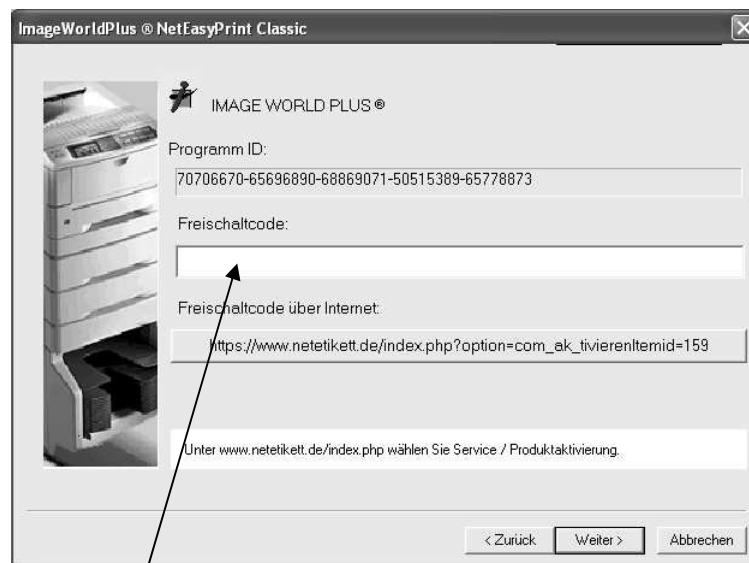 ImageWorldPlus ® NetEasyPrint Classic
IMAGE WORLD PLUS ®
Programm ID:
70706670-65696890-68869071-50515389-65778873
Freischaltcode:
Freischaltcode über Internet:
https://www.netetikett.de/index.php?option=com_ak_tivierenItemid=159
Unter www.netetikett.de/index.php wählen Sie Service / Produktaktivierung.
< Zurück
Weiter >
Abbrechen